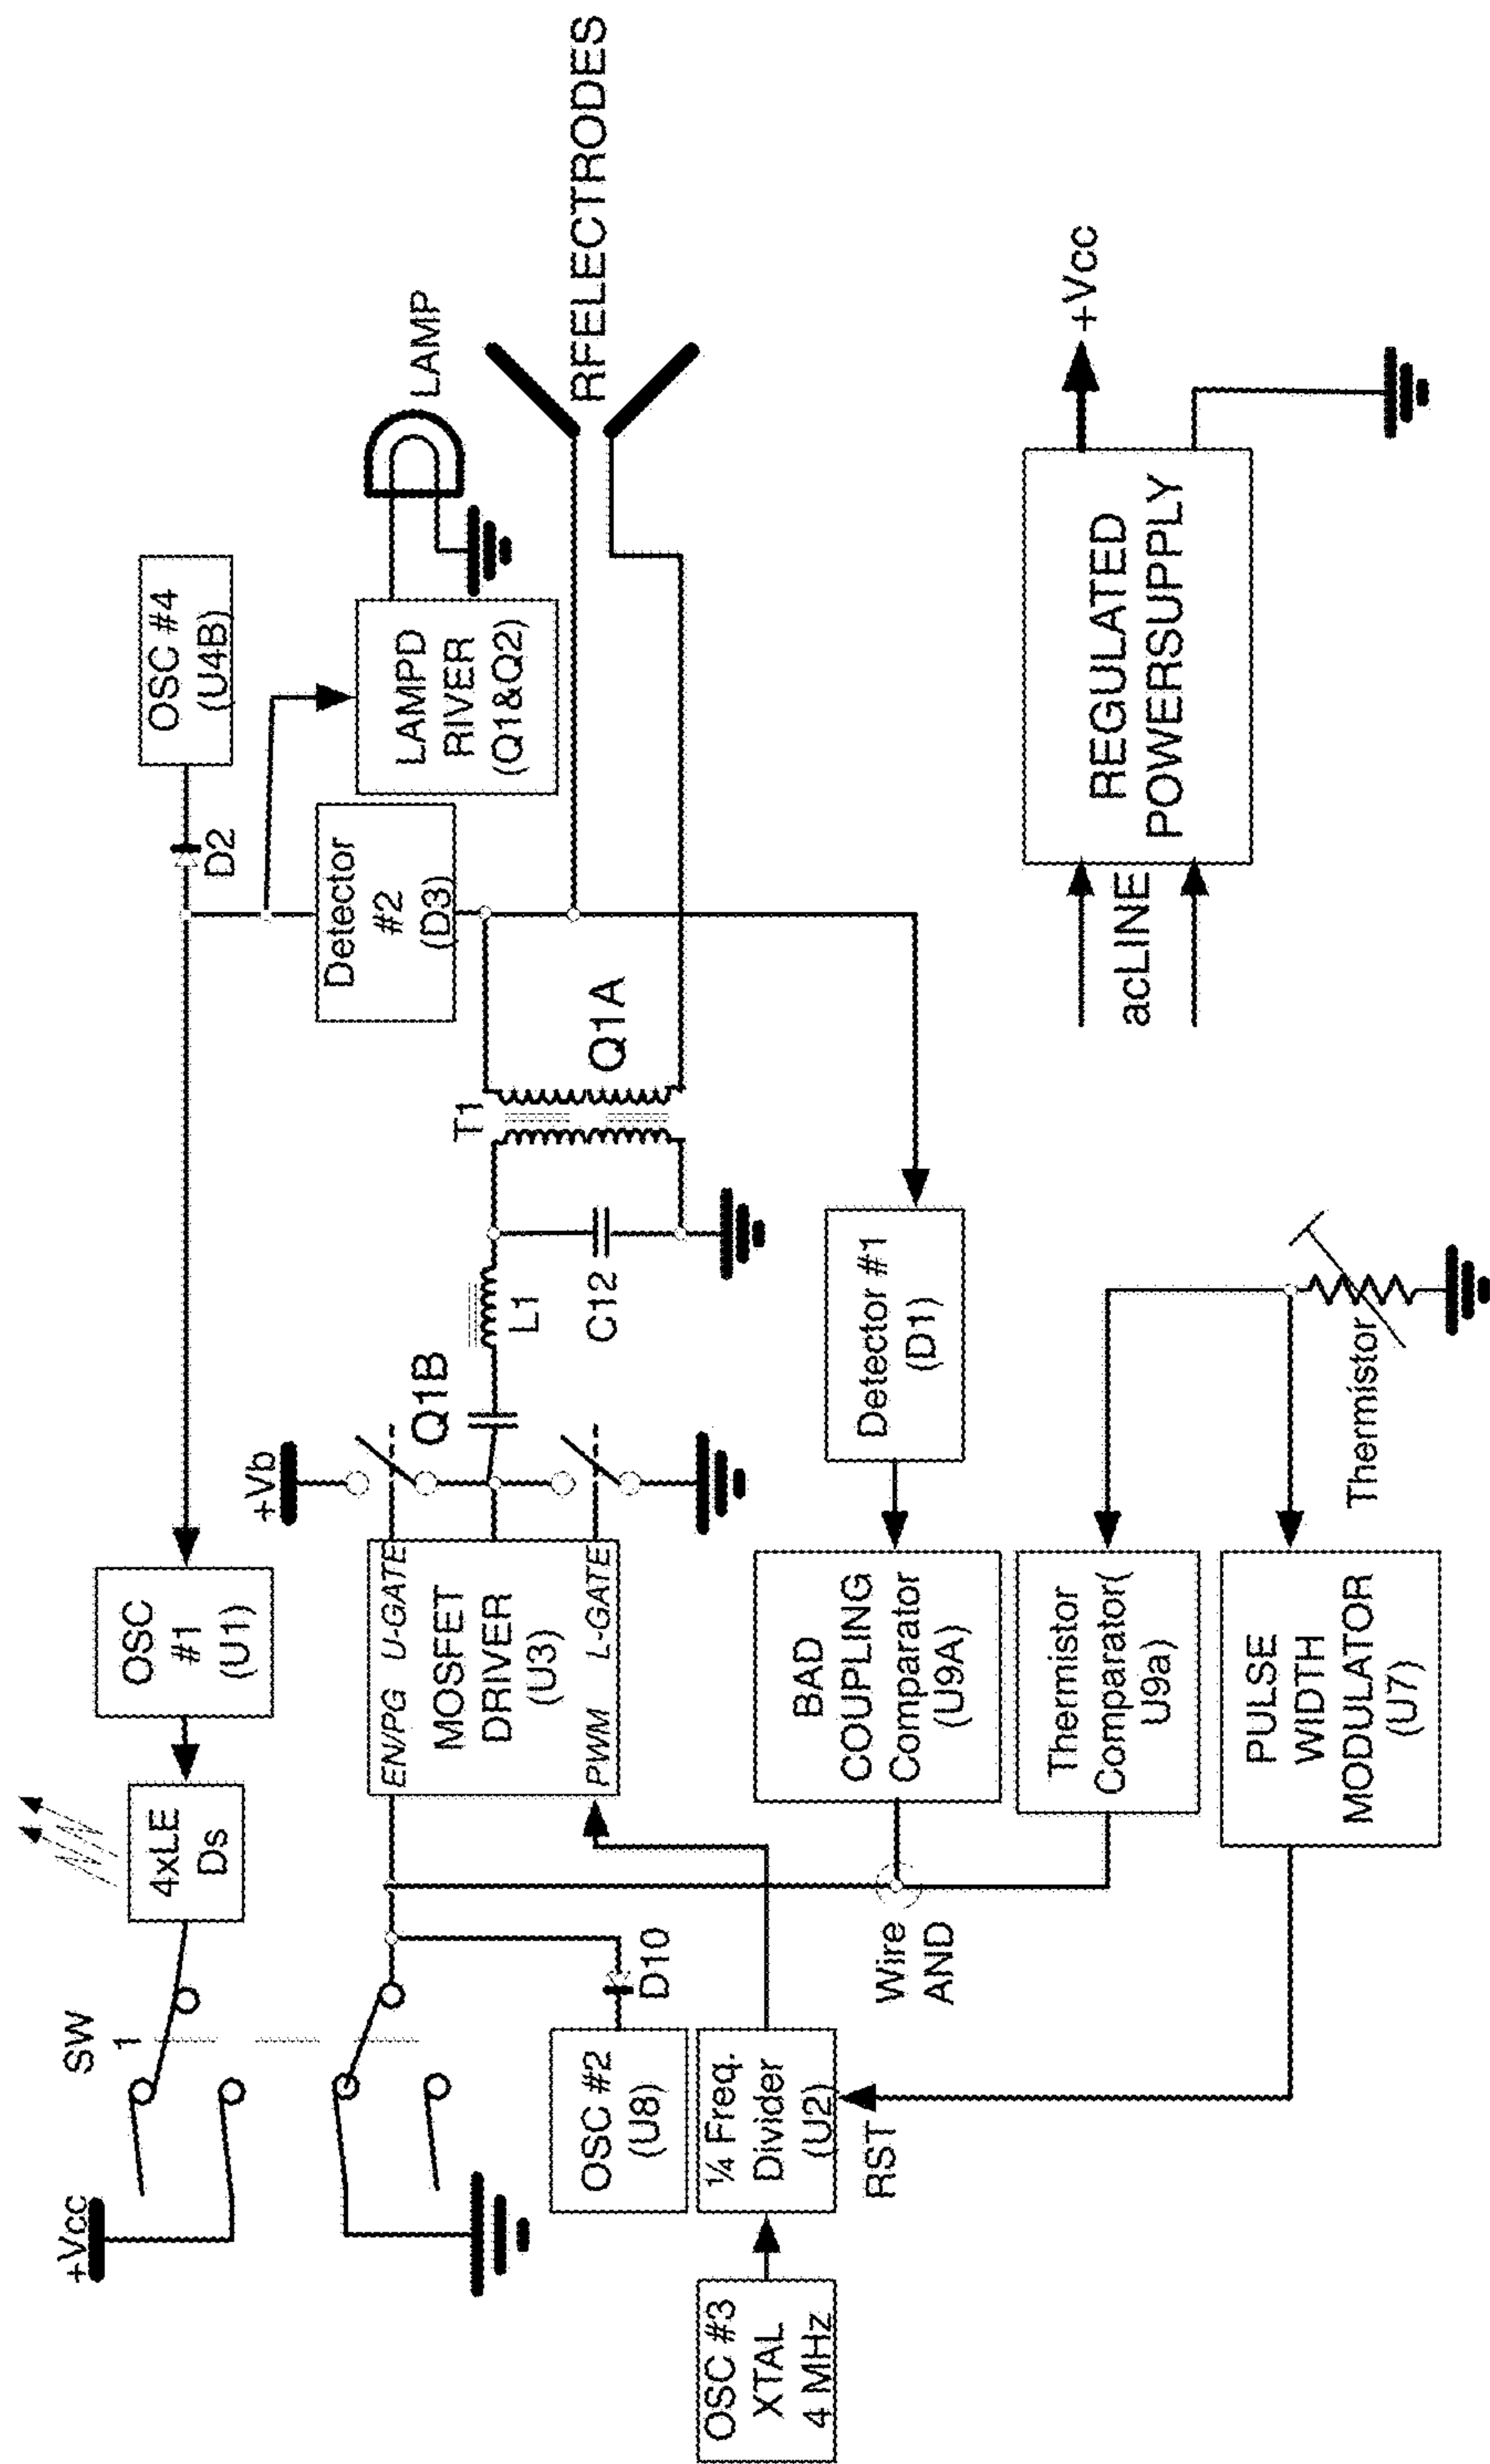 +Vcc
SW
1
4xLE
Ds
OSC
#1
(U1)
D2
OSC #4
(U4B)
+Vb
Q1B
EN/PG U-GATE
MOSFET
DRIVER
(U3)
PWM L-GATE
L1
C12
T1
Q1A
Detector
#2
(D3)
LAMPD
RIVER
(Q1&Q2)
LAMP
RFELECTRODES
OSC #2
(U8)
D10
OSC #3
XTAL
4 MHz
¼ Freq.
Divider
(U2)
RST
Wire
AND
BAD
COUPLING
Comparator
(U9A)
Detector #1
(D1)
Thermistor
Comparator(
U9a)
PULSE
WIDTH
MODULATOR
(U7)
Thermistor
acLINE
REGULATED
POWERSUPPLY
+Vcc